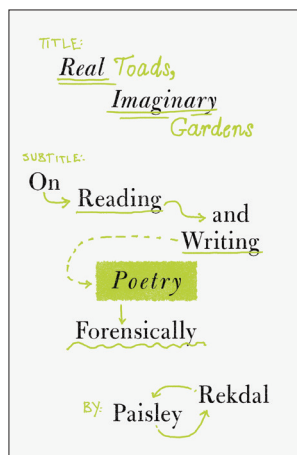 TITLE:
Real Toads,
Imaginary
Gardens
SUBTITLE:
On
Reading
and
Writing
Poetry
Forensically
Rekdal
BY: Paisley